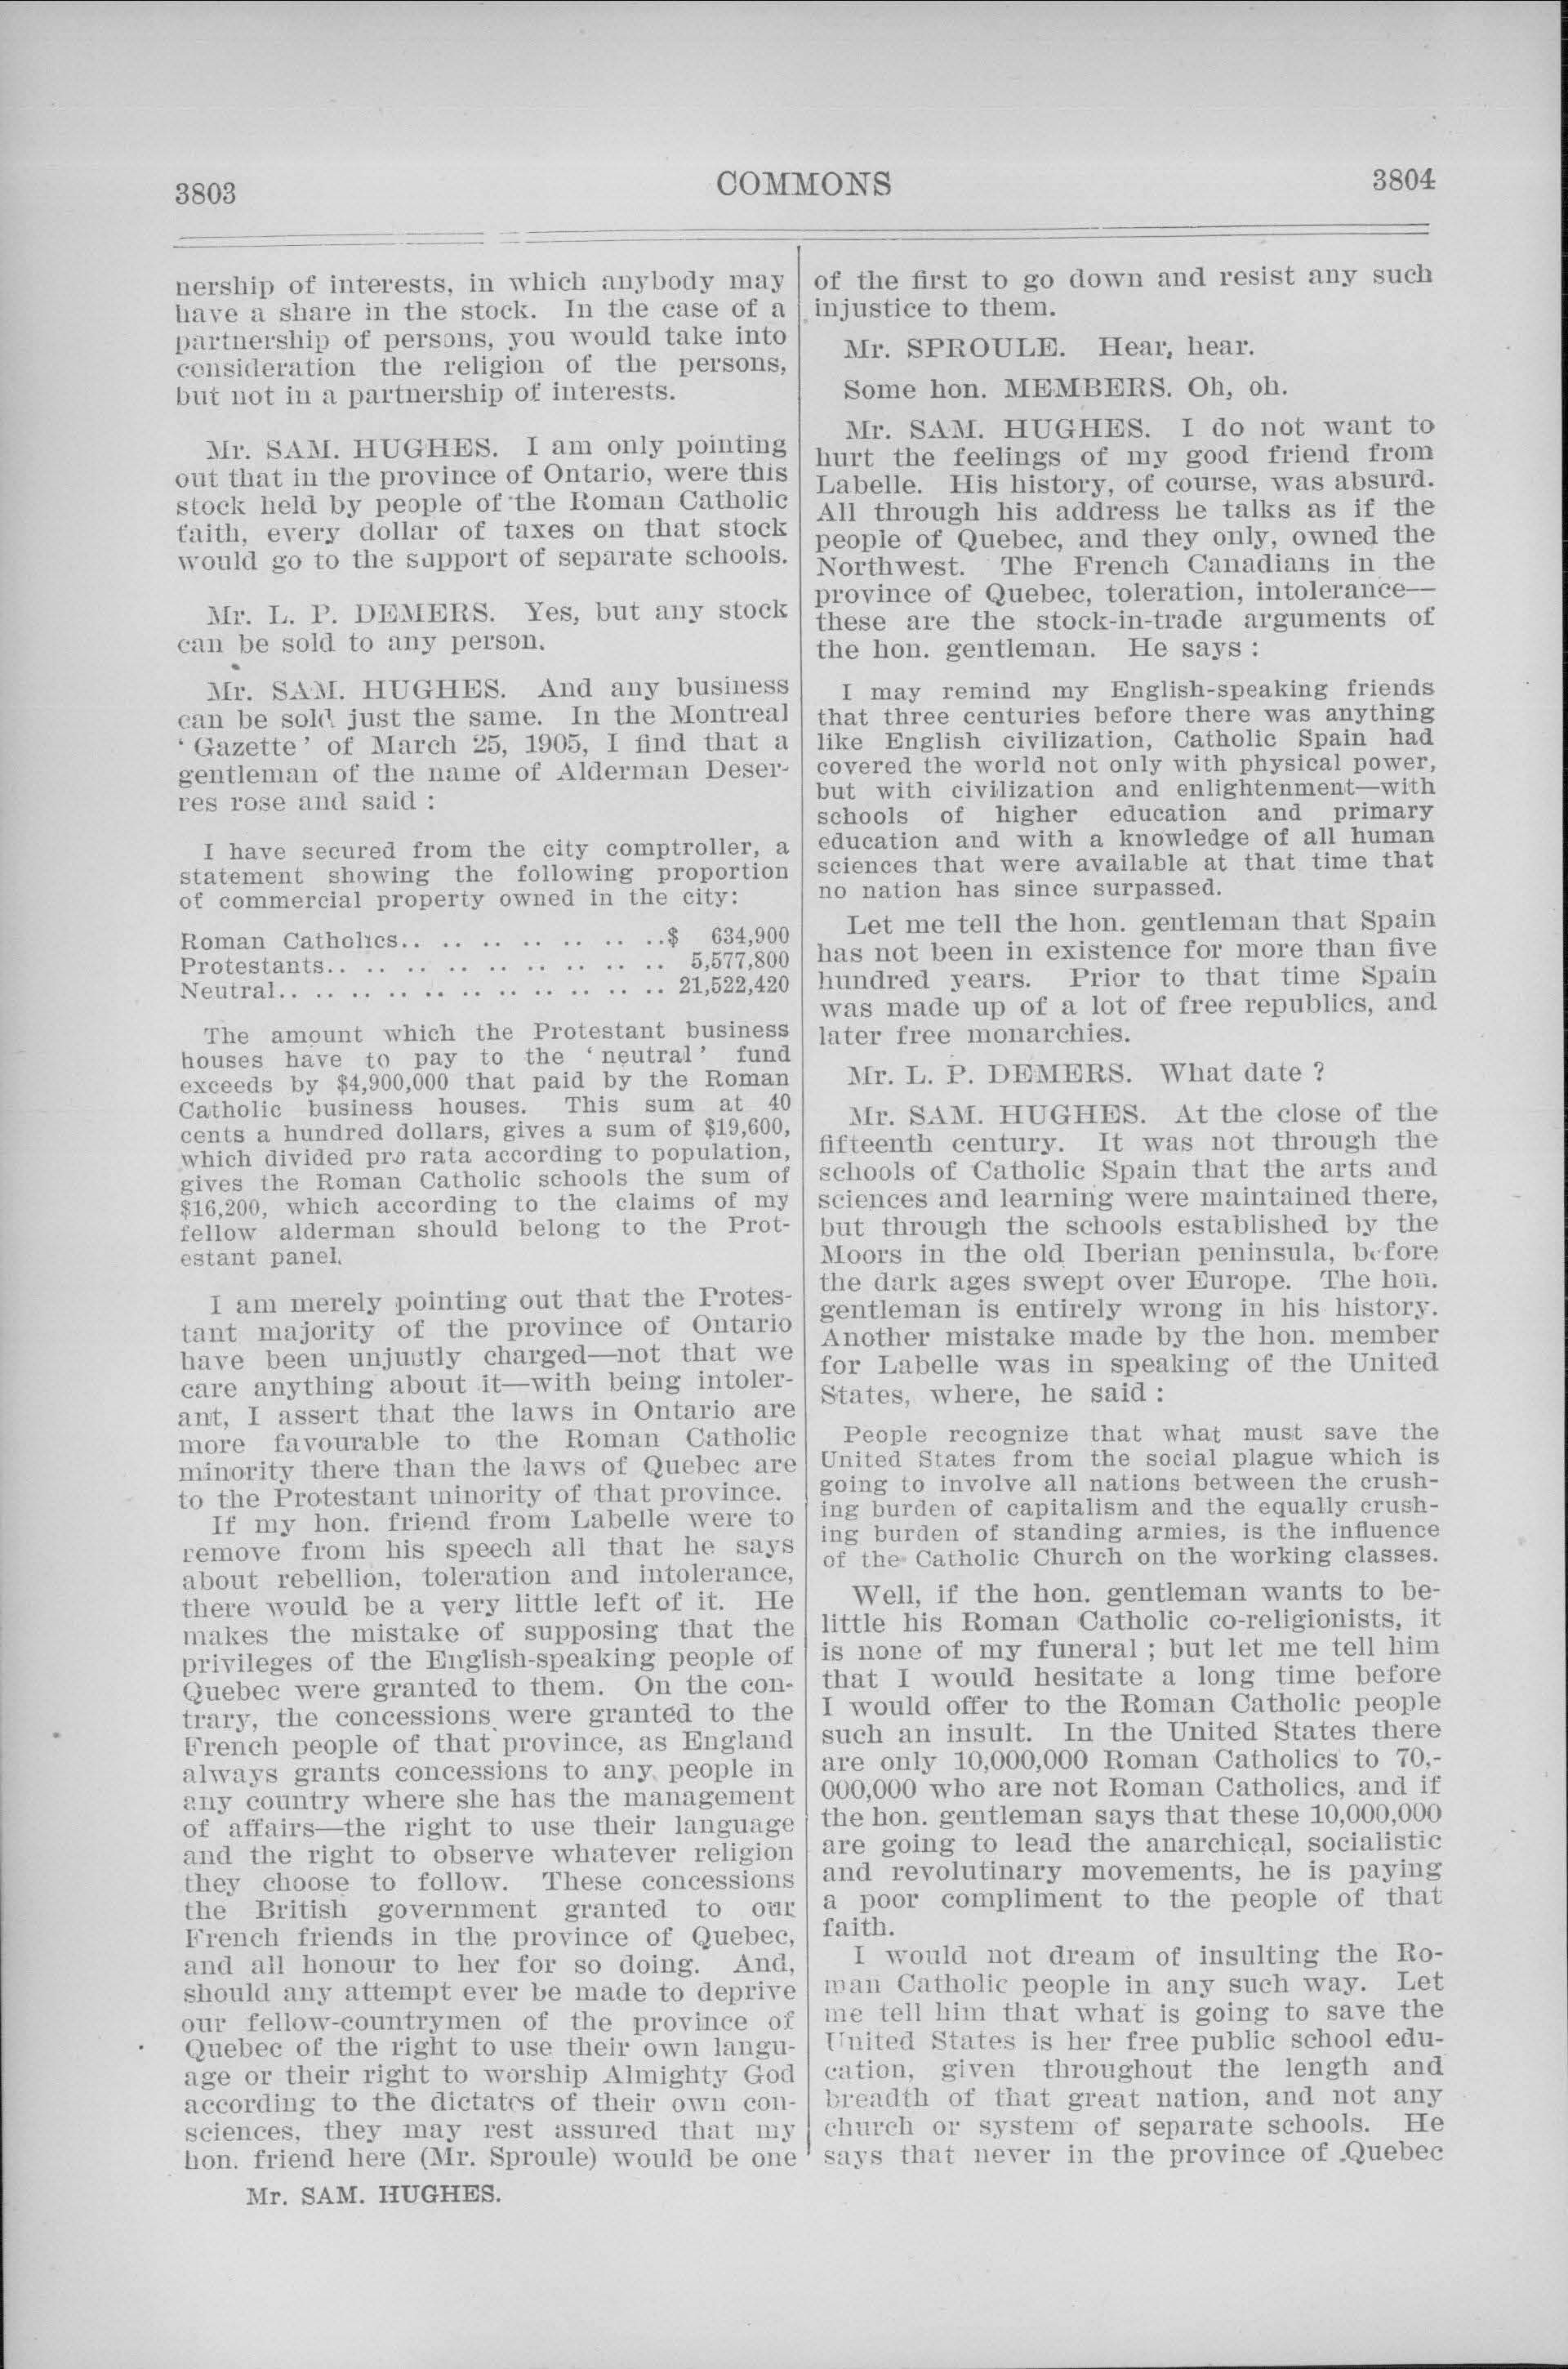 3803
COMMONS
3804
nership of interests, in which anybody may
have a share in the stock. In the case of a
partnership of persons, you would take into
consideration the religion of the persons,
but not in a partnership of interests.
Mr. SAM. HUGHES. I am only pointing
out that in the province of Ontario, were this
stock held by people of the Roman Catholic
faith, every dollar of taxes on that stock
would go to the support of separate schools.
Mr. L. P. DEMERS. Yes, but any stock
can be sold to any person.
Mr. SAM. HUGHES. And any business
can be sold just the same. In the Montreal
‘ Gazette ’ of March 25, 1905, I find that a
gentleman of the name of Alderman Deser-
res rose and said :
I have secured from the city comptroller, a
statement showing the following proportion
of commercial property owned in the city:
Roman Catholics.. .. .. .. .. .. .. ..$ 634,900
Protestants.. .. .. .. .. .. .. .. .. 5,577,800
Neutral.. .. .. .. .. .. .. .. .. .. .. 21,522,420
The amount which the Protestant business
houses have to pay to the ‘ neutral ’ fund
exceeds by $4,900,000 that paid by the Roman
Catholic business houses. This sum at 40
cents a hundred dollars, gives a sum of $19,600,
which divided pro rata according to population,
gives the Roman Catholic schools the sum of
$16,200, which according to the claims of my
fellow alderman should belong to the Prot-
estant panel.
I am merely pointing out that the Protes-
tant majority of the province of Ontario
have been unjustly charged—not that we
care anything about it—with being intoler-
ant, I assert that the laws in Ontario are
more favourable to the Roman Catholic
minority there than the laws of Quebec are
to the Protestant minority of that province.
If my hon. friend from Labelle were to
remove from his speech all that he says
about rebellion, toleration and intolerance,
there would be a very little left of it. He
makes the mistake of supposing that the
privileges of the English-speaking people of
Quebec were granted to them. On the con-
trary, the concessions were granted to the
French people of that province, as England
always grants concessions to any people in
any country where she has the management
of affairs—the right to use their language
and the right to observe whatever religion
they choose to follow. These concessions
the British government granted to our
French friends in the province of Quebec,
and all honour to her for so doing. And,
should any attempt ever be made to deprive
our fellow-countrymen of the province of
Quebec of the right to use their own langu-
age or their right to worship Almighty God
according to the dictates of their own con-
sciences, they may rest assured that my
hon. friend here (Mr. Sproule) would be one
Mr. SAM. HUGHES.
of the first to go down and resist any such
injustice to them.
Mr. SPROULE. Hear, hear.
Some hon. MEMBERS. Oh, oh.
Mr. SAM. HUGHES. I do not want to
hurt the feelings of my good friend from
Labelle. His history, of course, was absurd.
All through his address he talks as if the
people of Quebec, and they only, owned the
Northwest. The French Canadians in the
province of Quebec, toleration, intolerance—
these are the stock-in-trade arguments of
the hon. gentleman. He says :
I may remind my English-speaking friends
that three centuries before there was anything
like English civilization, Catholic Spain had
covered the world not only with physical power,
but with civilization and enlightenment—with
schools of higher education and primary
education and with a knowledge of all human
sciences that were available at that time that
no nation has since surpassed.
Let me tell the hon. gentleman that Spain
has not been in existence for more than five
hundred years. Prior to that time Spain
was made up of a lot of free republics, and
later free monarchies.
Mr. L. P. DEMERS. What date ?
Mr. SAM. HUGHES. At the close of the
fifteenth century. It was not through the
schools of Catholic Spain that the arts and
sciences and learning were maintained there,
but through the schools established by the
Moors in the old Iberian peninsula, before
the dark ages swept over Europe. The hon.
gentleman is entirely wrong in his history.
Another mistake made by the hon. member
for Labelle was in speaking of the United
States, where, he said :
People recognize that what must save the
United States from the social plague which is
going to involve all nations between the crush-
ing burden of capitalism and the equally crush-
ing burden of standing armies, is the influence
of the Catholic Church on the working classes.
Well, if the hon. gentleman wants to be-
little his Roman Catholic co-religionists, it
is none of my funeral ; but let me tell him
that I would hesitate a long time before
I would offer to the Roman Catholic people
such an insult. In the United States there
are only 10,000,000 Roman Catholics to 70,-
000,000 who are not Roman Catholics, and if
the hon. gentleman says that these 10,000,000
are going to lead the anarchical, socialistic
and revolutinary movements, he is paying
a poor compliment to the people of that
faith.
I would not dream of insulting the Ro-
man Catholic people in any such way. Let
me tell him that what is going to save the
United States is her free public school edu-
cation, given throughout the length and
breadth of that great nation, and not any
church or system of separate schools. He
says that never in the province of Quebec